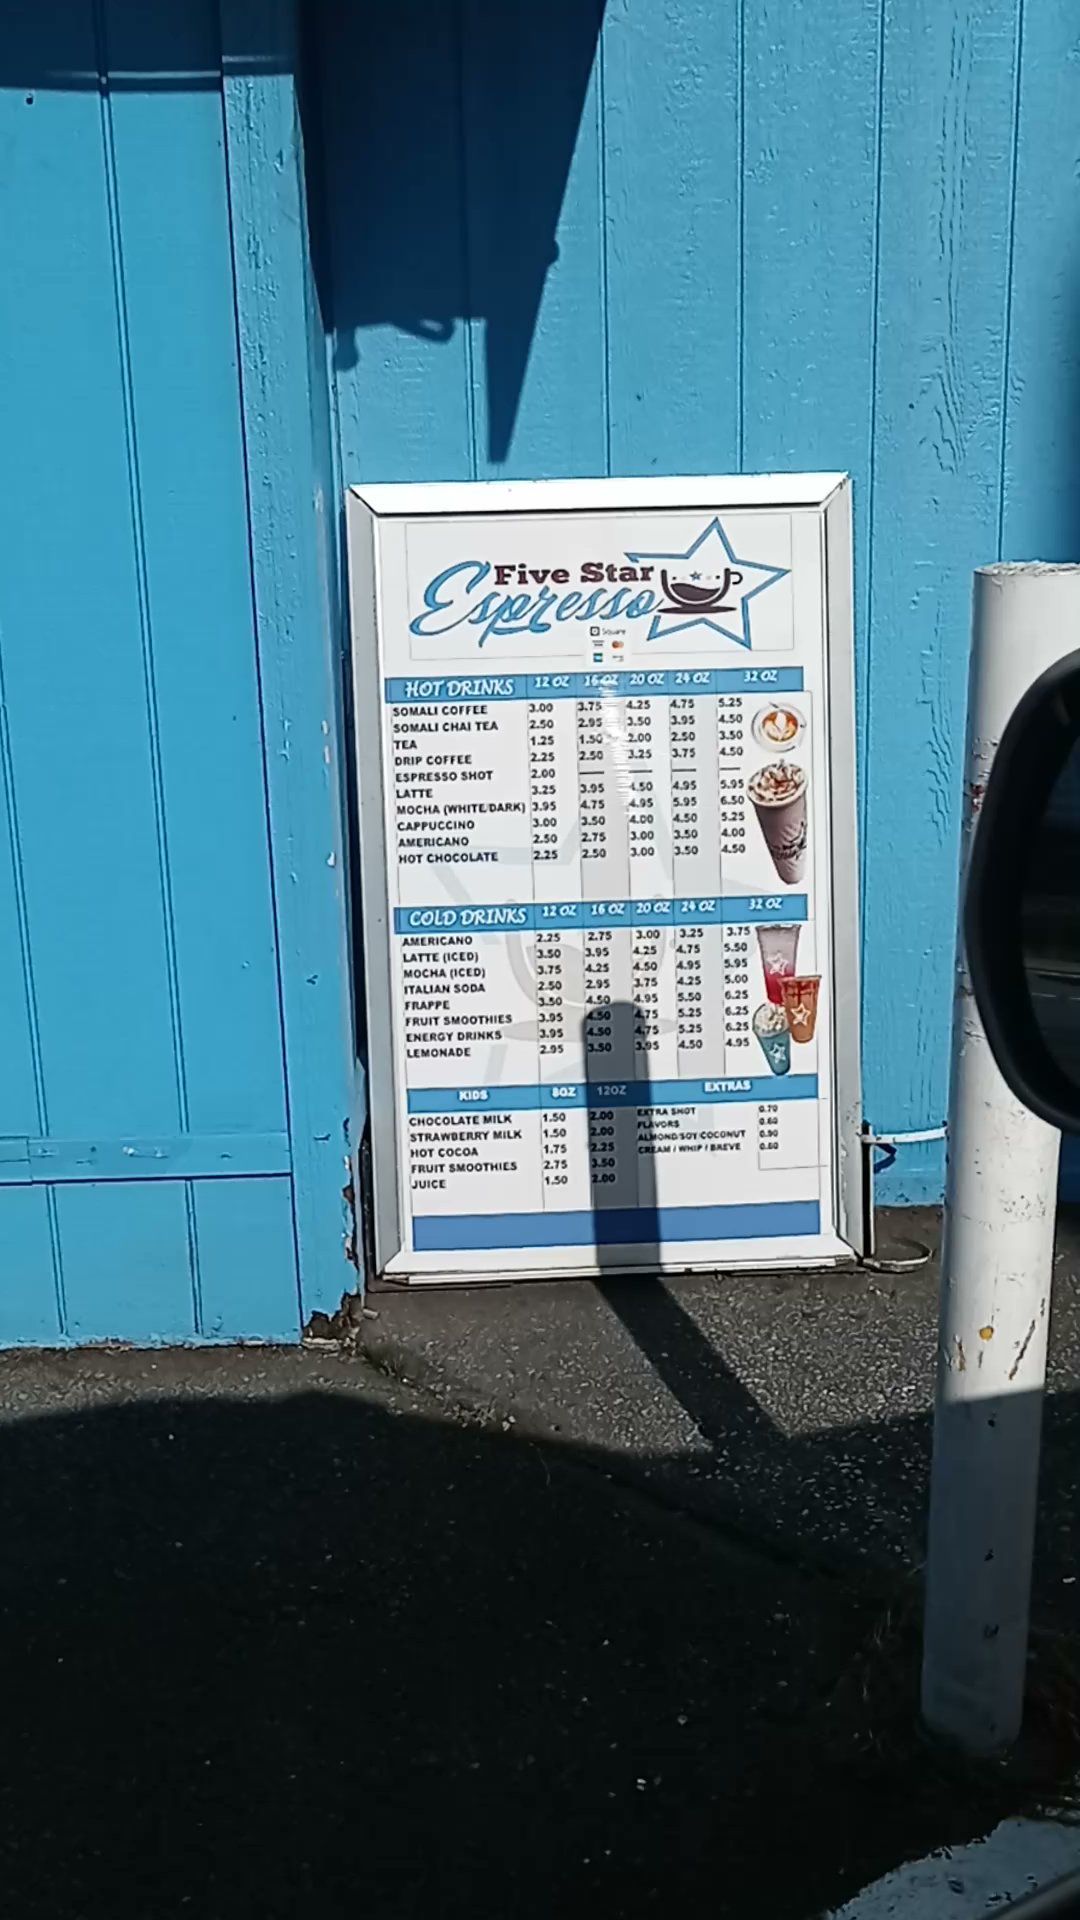 Five Star
Espresso
Square
HOT DRINKS 12 OZ 16 OZ 20 OZ 24 OZ 32 OZ
SOMALI COFFEE 3.00 3.75 4.25 4.75 5.25
SOMALI CHAI TEA 2.50 2.95 3.50 3.95 4.50
TEA 1.25 1.50 2.00 2.50 3.50
DRIP COFFEE 2.25 2.50 3.25 3.75 4.50
ESPRESSO SHOT 2.00 — — — —
LATTE 3.25 3.95 4.50 4.95 5.95
MOCHA (WHITE/DARK) 3.95 4.75 4.95 5.95 6.50
CAPPUCCINO 3.00 3.50 4.00 4.50 5.25
AMERICANO 2.50 2.75 3.00 3.50 4.00
HOT CHOCOLATE 2.25 2.50 3.00 3.50 4.50
COLD DRINKS 12 OZ 16 OZ 20 OZ 24 OZ 32 OZ
AMERICANO 2.25 2.75 3.00 3.25 3.75
LATTE (ICED) 3.50 3.95 4.25 4.75 5.50
MOCHA (ICED) 3.75 4.25 4.50 4.95 5.95
ITALIAN SODA 2.50 2.95 3.75 4.25 5.00
FRAPPE 3.50 4.50 4.95 5.50 6.25
FRUIT SMOOTHIES 3.95 4.50 4.75 5.25 6.25
ENERGY DRINKS 3.95 4.50 4.75 5.25 6.25
LEMONADE 2.95 3.50 3.95 4.50 4.95
KIDS 8OZ 12OZ EXTRAS
CHOCOLATE MILK 1.50 2.00 EXTRA SHOT 0.70
STRAWBERRY MILK 1.50 2.00 FLAVORS 0.60
HOT COCOA 1.75 2.25 ALMOND/SOY/COCONUT 0.90
FRUIT SMOOTHIES 2.75 3.50 CREAM / WHIP / BREVE 0.60
JUICE 1.50 2.00